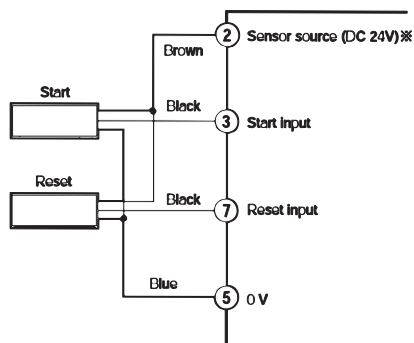 2 Sensor source (DC 24V)※
Brown
Start
Black
3 Start input
Reset
Black
7 Reset input
Blue
5 0 V